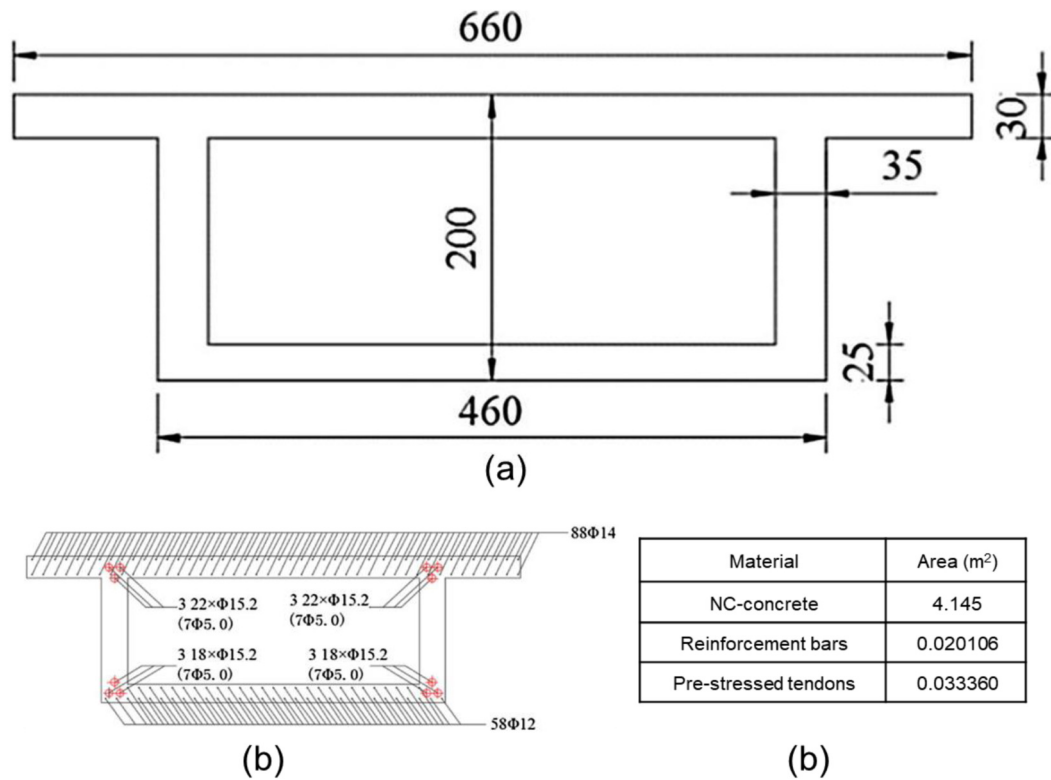 660
30
35
200
25
460
(a)
88Φ14
3 22×Φ15.2 3 22×Φ15.2
(7Φ5.0) (7Φ5.0)
3 18×Φ15.2 3 18×Φ15.2
(7Φ5.0) (7Φ5.0)
58Φ12
(b)
Material Area (m²)
NC-concrete 4.145
Reinforcement bars 0.020106
Pre-stressed tendons 0.033360
(b)